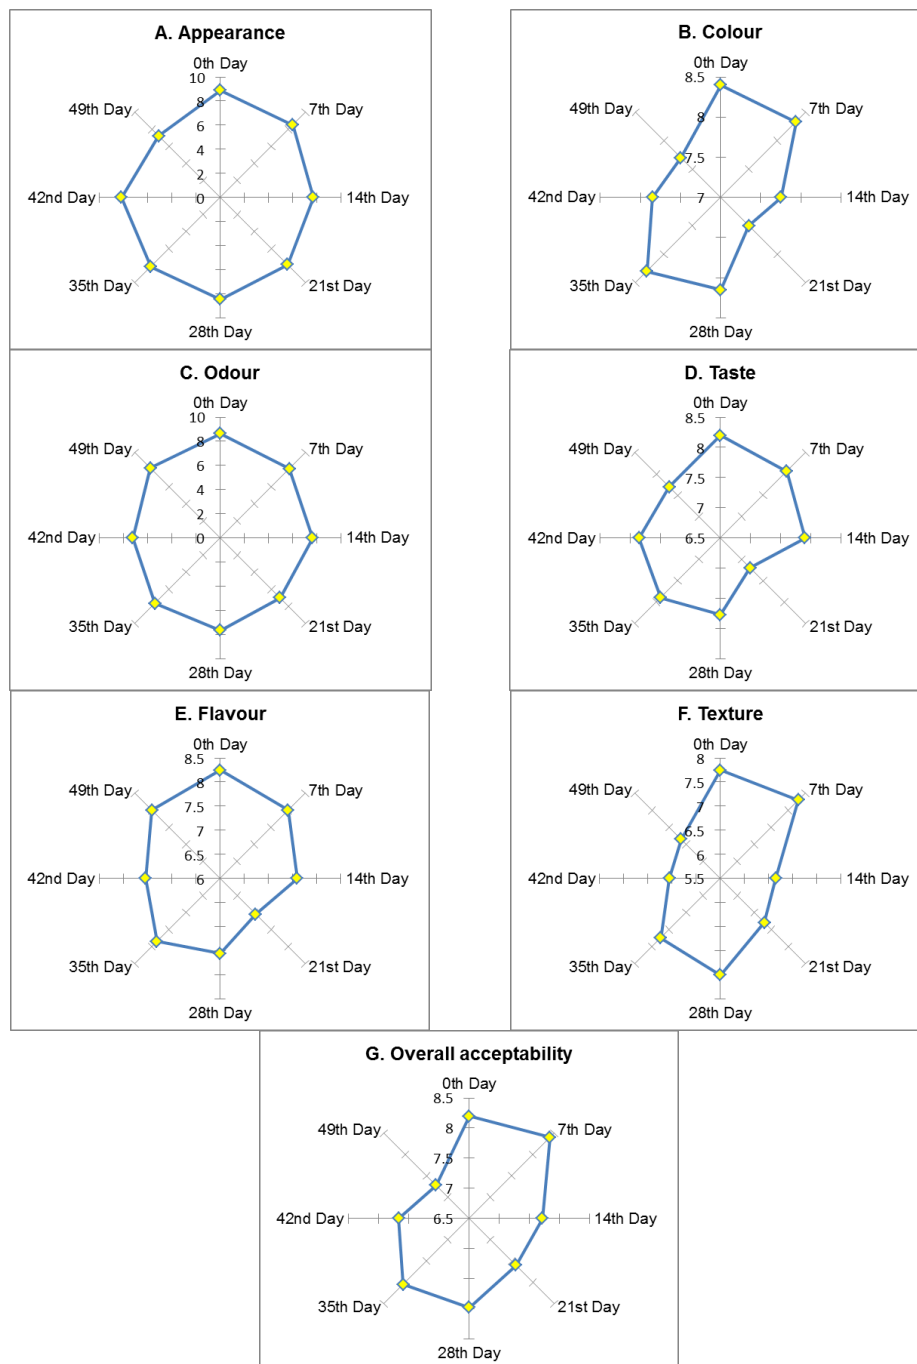 A. Appearance
0th Day
10
49th Day
8
7th Day
6
4
2
42nd Day
0
14th Day
35th Day
21st Day
28th Day
B. Colour
0th Day
8.5
49th Day
8
7th Day
7.5
42nd Day
7
14th Day
35th Day
21st Day
28th Day
C. Odour
0th Day
10
49th Day
8
7th Day
6
4
2
42nd Day
0
14th Day
35th Day
21st Day
28th Day
D. Taste
0th Day
8.5
49th Day
8
7th Day
7.5
7
42nd Day
6.5
14th Day
35th Day
21st Day
28th Day
E. Flavour
0th Day
8.5
8
49th Day
7th Day
7.5
7
6.5
42nd Day
6
14th Day
35th Day
21st Day
28th Day
F. Texture
0th Day
8
7.5
49th Day
7th Day
7
6.5
6
42nd Day
5.5
14th Day
35th Day
21st Day
28th Day
G. Overall acceptability
0th Day
8.5
49th Day
8
7th Day
7.5
7
42nd Day
6.5
14th Day
35th Day
21st Day
28th Day